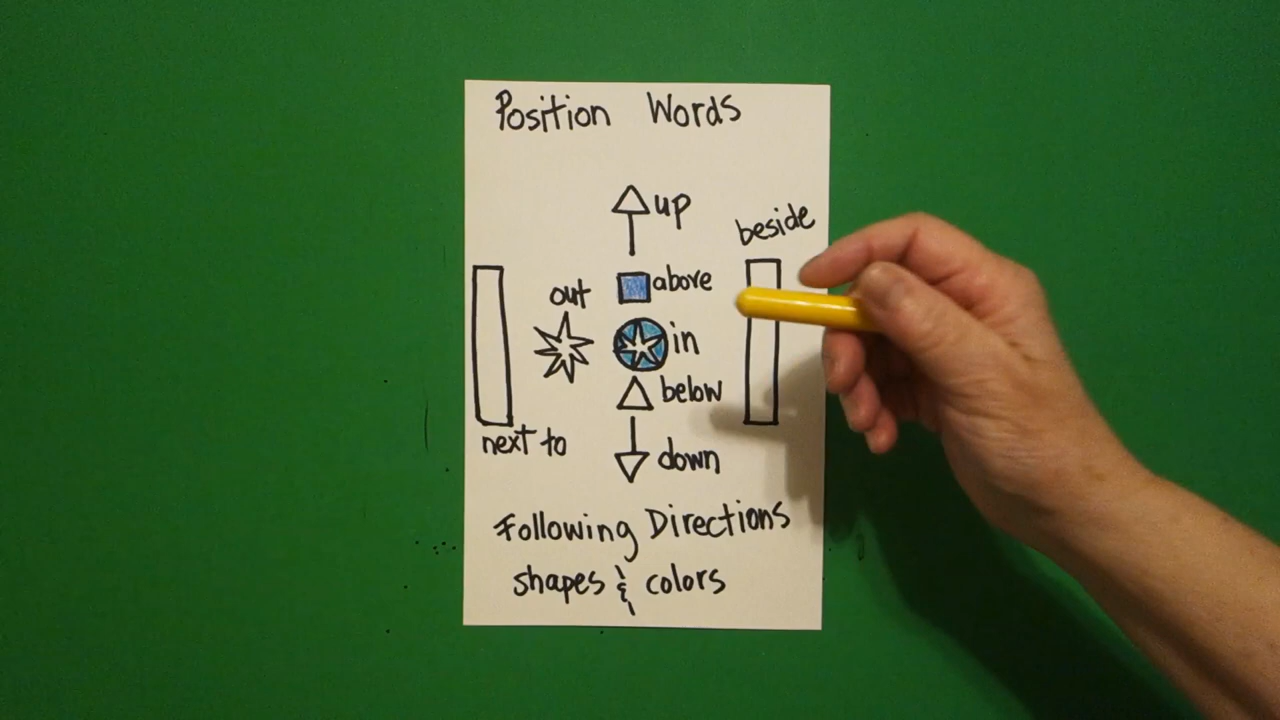 Position Words
up
beside
above
out
in
below
next to
down
Following Directions
shapes & colors